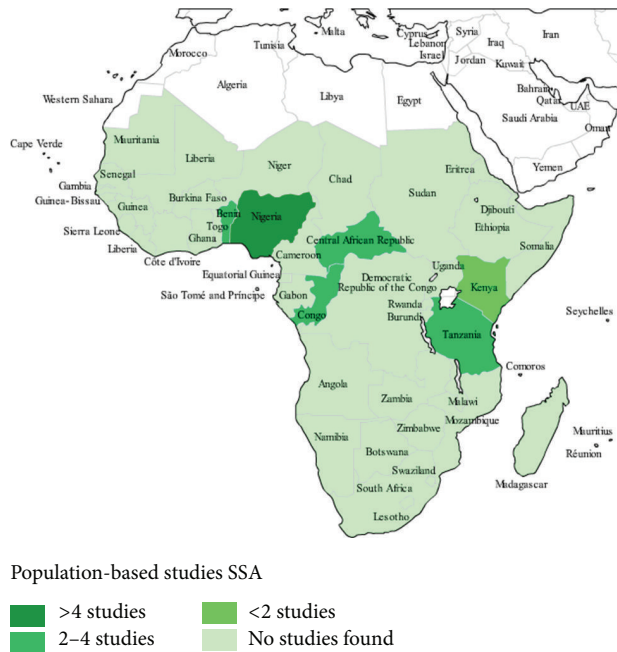 Malta
Cyprus
Syria
Iran
Tunisia
Lebanor
Iraq
Morocco
Israel
Jordan
Kuwait
Algeria
Bahrain
Western Sahara
Libya
Egypt
Qatar
UAE
Saudi Arabia
Oman
Cape Verde
Mauritania
Liberia
Niger
Yemen
Eritrea
Senegal
Chad
Gambia
Sudan
Burkina Faso
Guinea-Bissau
Guinea
Djibouti
Benin
Nigeria
Togo
Ethiopia
Sierra Leone
Ghana
Central African Republic
Somalia
Liberia
Cameroon
Côte d'Ivoire
Uganda
Equatorial Guinea
Democratic
Republic of the Congo
Kenya
São Tomé and Príncipe
Gabon
Rwanda
Seychelles
Congo
Burundi
Tanzania
Comoros
Angola
Zambia
Malawi
Mozambique
Zimbabwe
Mauritius
Namibia
Botswana
Réunion
Swaziland
Madagascar
South Africa
Lesotho
Population-based studies SSA
>4 studies
<2 studies
2–4 studies
No studies found